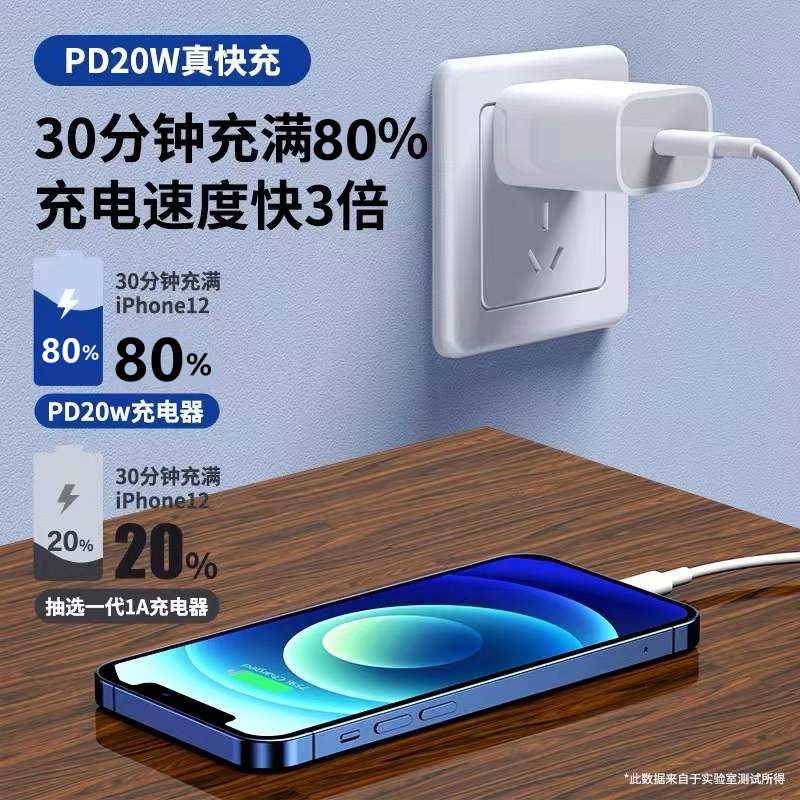 PD20W真快充
30分钟充满80%
充电速度快3倍
30分钟充满
iPhone12
80%
80%
PD20w充电器
30分钟充满
iPhone12
20%
20%
抽选一代1A充电器
75% Charged
*此数据来自于实验室测试所得